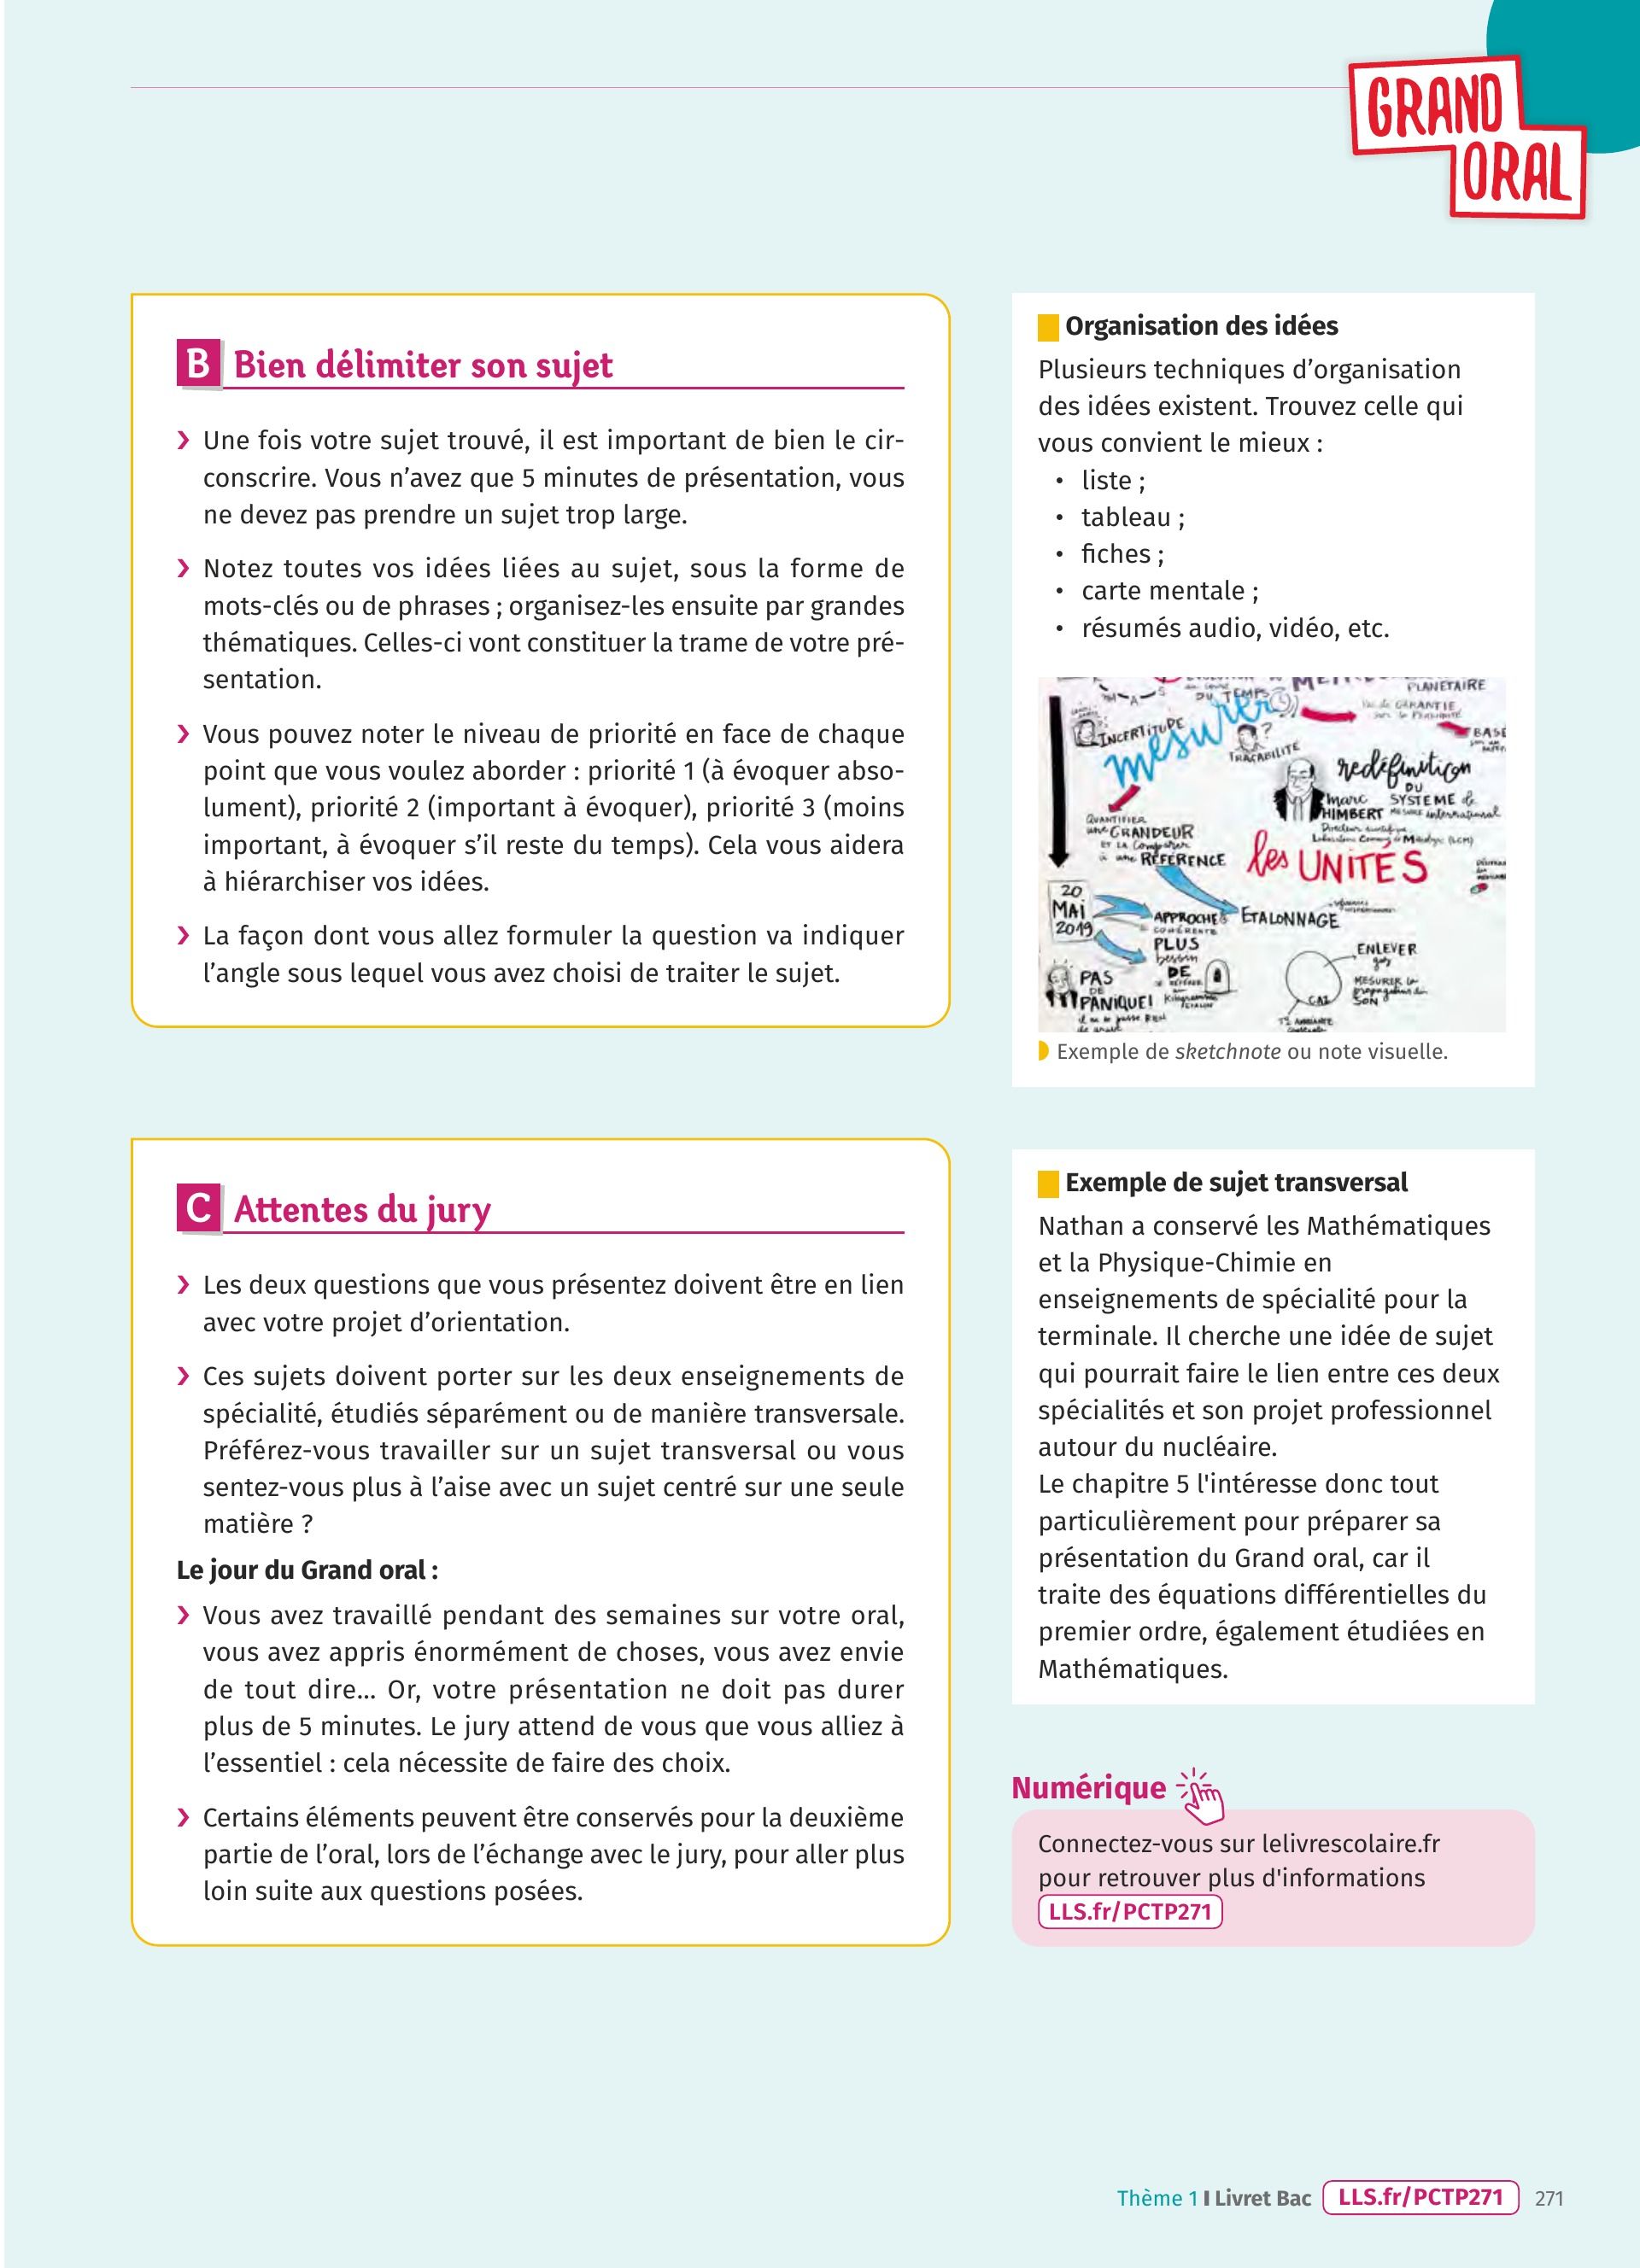 GRAND
ORAL
B Bien délimiter son sujet
› Une fois votre sujet trouvé, il est important de bien le cir-
conscrire. Vous n’avez que 5 minutes de présentation, vous
ne devez pas prendre un sujet trop large.
› Notez toutes vos idées liées au sujet, sous la forme de
mots-clés ou de phrases ; organisez-les ensuite par grandes
thématiques. Celles-ci vont constituer la trame de votre pré-
sentation.
› Vous pouvez noter le niveau de priorité en face de chaque
point que vous voulez aborder : priorité 1 (à évoquer abso-
lument), priorité 2 (important à évoquer), priorité 3 (moins
important, à évoquer s’il reste du temps). Cela vous aidera
à hiérarchiser vos idées.
› La façon dont vous allez formuler la question va indiquer
l’angle sous lequel vous avez choisi de traiter le sujet.
Organisation des idées
Plusieurs techniques d’organisation
des idées existent. Trouvez celle qui
vous convient le mieux :
• liste ;
• tableau ;
• fiches ;
• carte mentale ;
• résumés audio, vidéo, etc.
DU TEMPS
PLANÉTAIRE
INCERTITUDE
mesurer
?
TRAÇABILITÉ
GARANTIE
BASE
redéfinition
DU
SYSTEME de
marc
HIMBERT
international
QUANTIFIER
une GRANDEUR
ET LA Comparer
à une RÉFÉRENCE
les UNITÉS
20
MAI
2019
APPROCHE
COHÉRENTE
ETALONNAGE
PLUS
besoin
DE
PAS
DE
PANIQUE!
ENLEVER
gaz
MESURER la
propagation du
SON
GAZ
Exemple de sketchnote ou note visuelle.
C Attentes du jury
› Les deux questions que vous présentez doivent être en lien
avec votre projet d’orientation.
› Ces sujets doivent porter sur les deux enseignements de
spécialité, étudiés séparément ou de manière transversale.
Préférez-vous travailler sur un sujet transversal ou vous
sentez-vous plus à l’aise avec un sujet centré sur une seule
matière ?
Le jour du Grand oral :
› Vous avez travaillé pendant des semaines sur votre oral,
vous avez appris énormément de choses, vous avez envie
de tout dire... Or, votre présentation ne doit pas durer
plus de 5 minutes. Le jury attend de vous que vous alliez à
l’essentiel : cela nécessite de faire des choix.
› Certains éléments peuvent être conservés pour la deuxième
partie de l’oral, lors de l’échange avec le jury, pour aller plus
loin suite aux questions posées.
Exemple de sujet transversal
Nathan a conservé les Mathématiques
et la Physique-Chimie en
enseignements de spécialité pour la
terminale. Il cherche une idée de sujet
qui pourrait faire le lien entre ces deux
spécialités et son projet professionnel
autour du nucléaire.
Le chapitre 5 l'intéresse donc tout
particulièrement pour préparer sa
présentation du Grand oral, car il
traite des équations différentielles du
premier ordre, également étudiées en
Mathématiques.
Numérique
Connectez-vous sur lelivrescolaire.fr
pour retrouver plus d'informations
LLS.fr/PCTP271
Thème 1 I Livret Bac LLS.fr/PCTP271 271